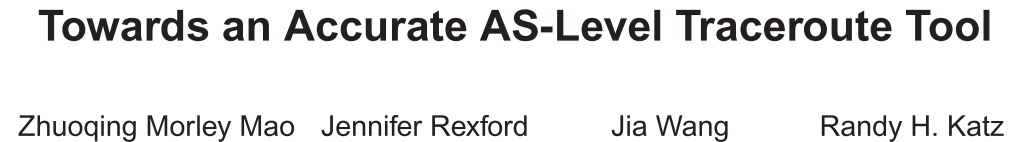 Towards an Accurate AS-Level Traceroute Tool
Zhuoqing Morley Mao Jennifer Rexford Jia Wang Randy H. Katz